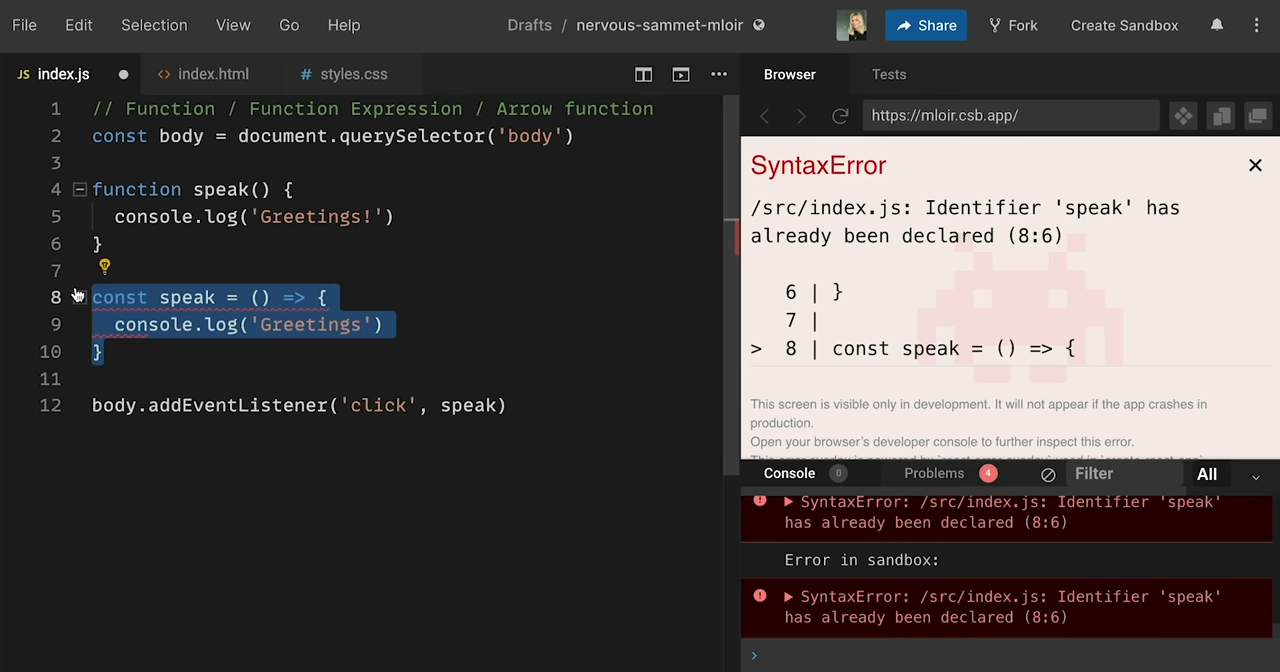 File Edit Selection View Go Help Drafts / nervous-sammet-mloir Share Fork Create Sandbox
JS index.js <> index.html # styles.css Browser Tests
https://mloir.csb.app/
1 // Function / Function Expression / Arrow function
2 const body = document.querySelector('body')
3
4 function speak() {
5 console.log('Greetings!')
6 }
7
8 const speak = () => {
9 console.log('Greetings')
10 }
11
12 body.addEventListener('click', speak)
SyntaxError
/src/index.js: Identifier 'speak' has
already been declared (8:6)
6 | }
7 |
> 8 | const speak = () => {
This screen is visible only in development. It will not appear if the app crashes in
production.
Open your browser's developer console to further inspect this error.
Console 0 Problems 4 Filter All
SyntaxError: /src/index.js: Identifier 'speak'
has already been declared (8:6)
Error in sandbox:
SyntaxError: /src/index.js: Identifier 'speak'
has already been declared (8:6)